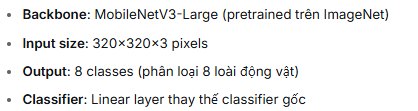 • Backbone: MobileNetV3-Large (pretrained trên ImageNet)
• Input size: 320×320×3 pixels
• Output: 8 classes (phân loại 8 loài động vật)
• Classifier: Linear layer thay thế classifier gốc